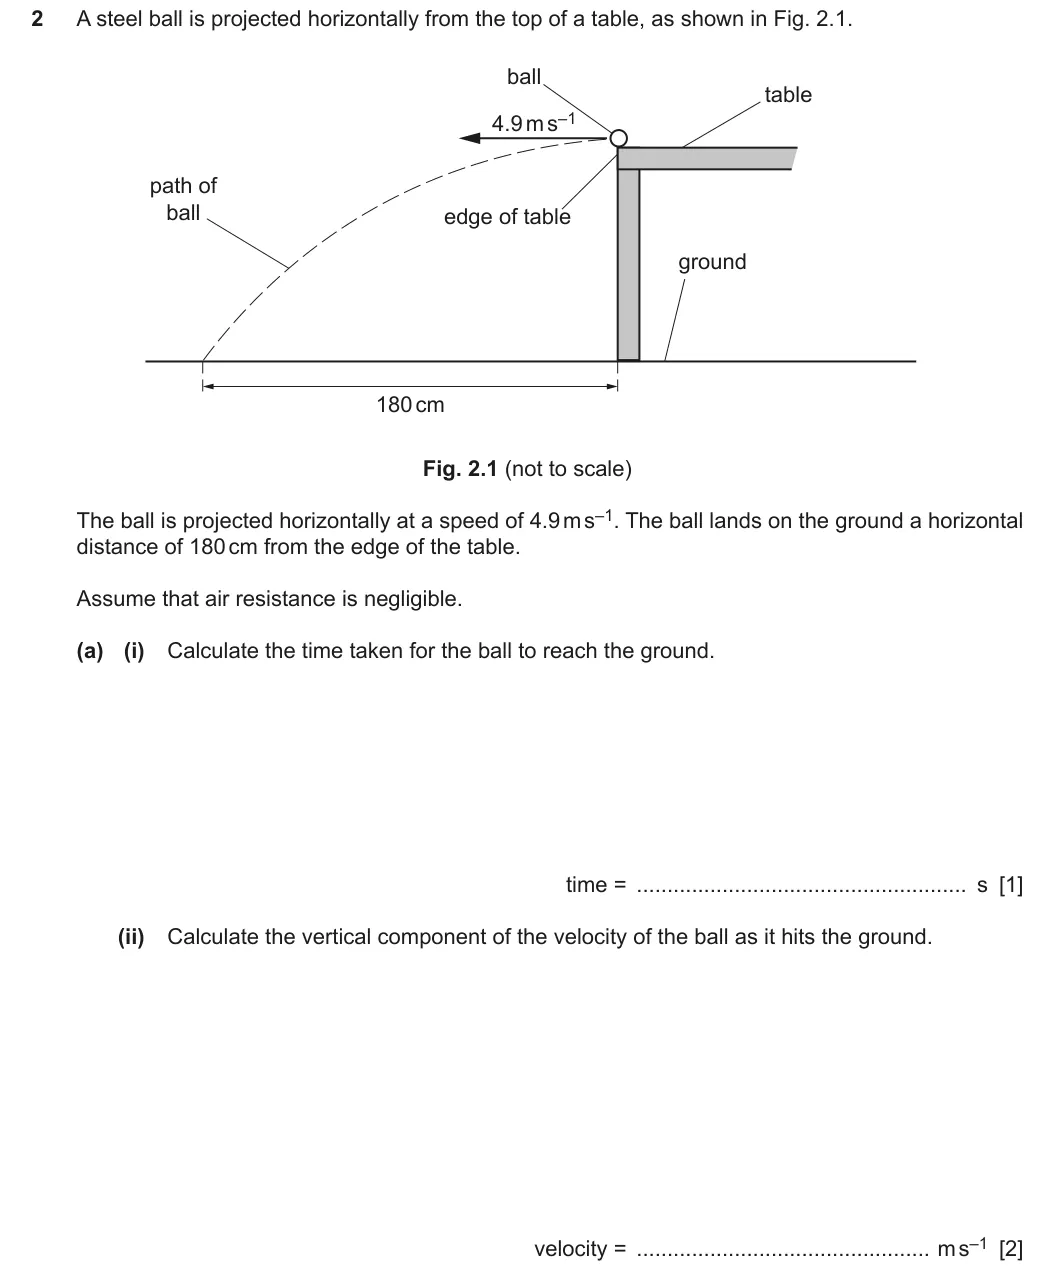 2 A steel ball is projected horizontally from the top of a table, as shown in Fig. 2.1.
ball
table
4.9 m s⁻¹
path of
ball
edge of table
ground
180 cm
Fig. 2.1 (not to scale)
The ball is projected horizontally at a speed of 4.9 m s⁻¹. The ball lands on the ground a horizontal
distance of 180 cm from the edge of the table.
Assume that air resistance is negligible.
(a) (i) Calculate the time taken for the ball to reach the ground.
time = ...................................................... s [1]
(ii) Calculate the vertical component of the velocity of the ball as it hits the ground.
velocity = ................................................ m s⁻¹ [2]